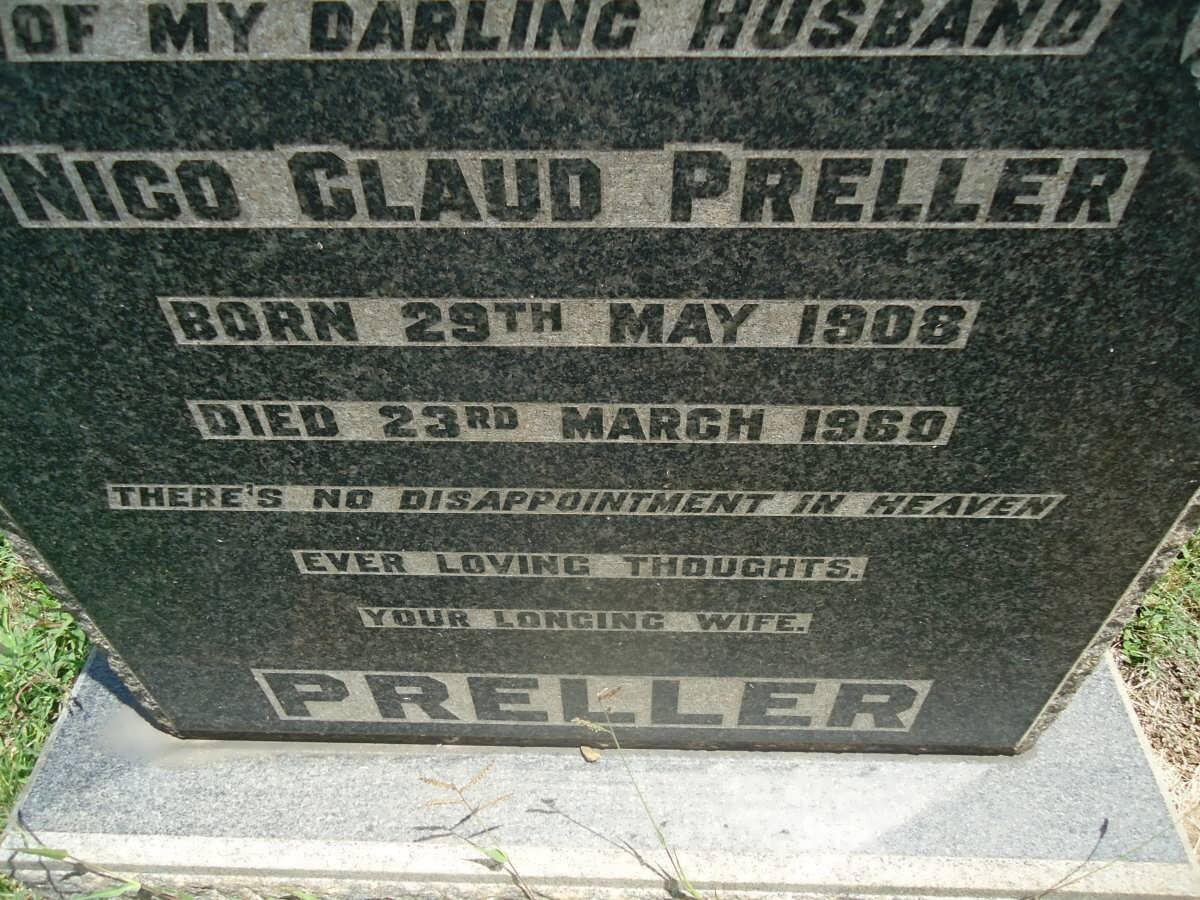 OF MY DARLING HUSBAND
NICO CLAUD PRELLER
BORN 29TH MAY 1908
DIED 23RD MARCH 1960
THERE'S NO DISAPPOINTMENT IN HEAVEN
EVER LOVING THOUGHTS.
YOUR LONGING WIFE.
PRELLER